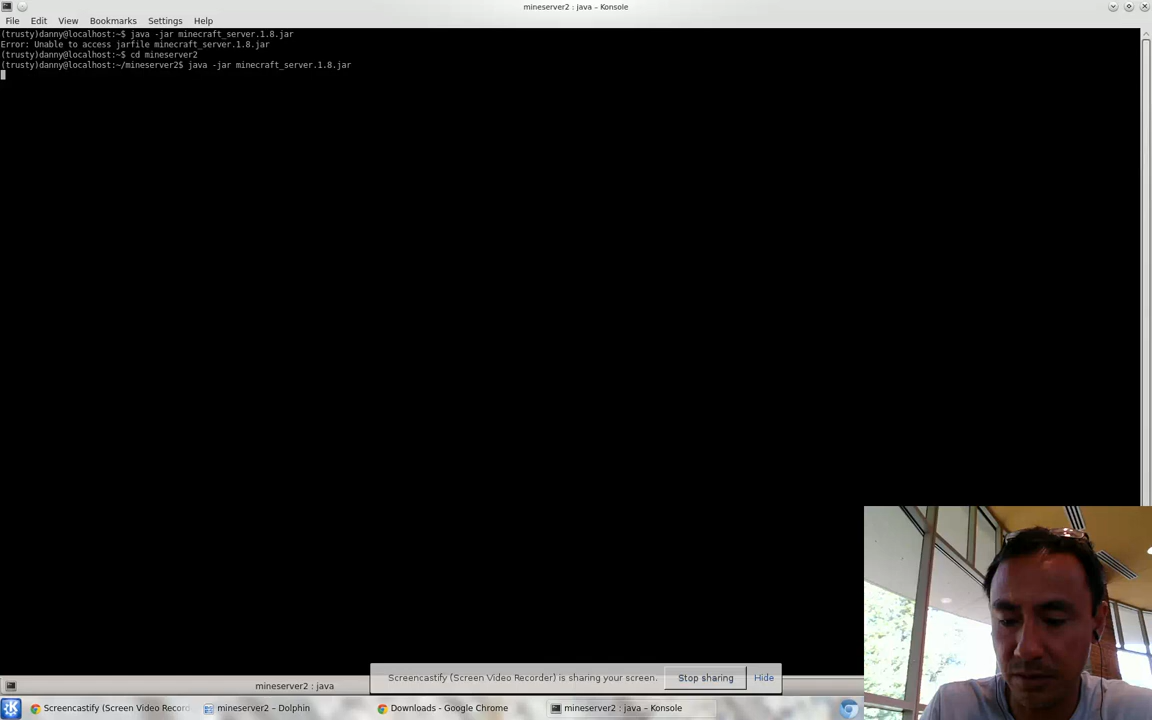 mineserver2 : java – Konsole
File Edit View Bookmarks Settings Help
(trusty)danny@localhost:~$ java -jar minecraft_server.1.8.jar
Error: Unable to access jarfile minecraft_server.1.8.jar
(trusty)danny@localhost:~$ cd mineserver2
(trusty)danny@localhost:~/mineserver2$ java -jar minecraft_server.1.8.jar
Screencastify (Screen Video Recorder) is sharing your screen. Stop sharing Hide
mineserver2 : java
Screencastify (Screen Video Record mineserver2 – Dolphin Downloads - Google Chrome mineserver2 : java – Konsole